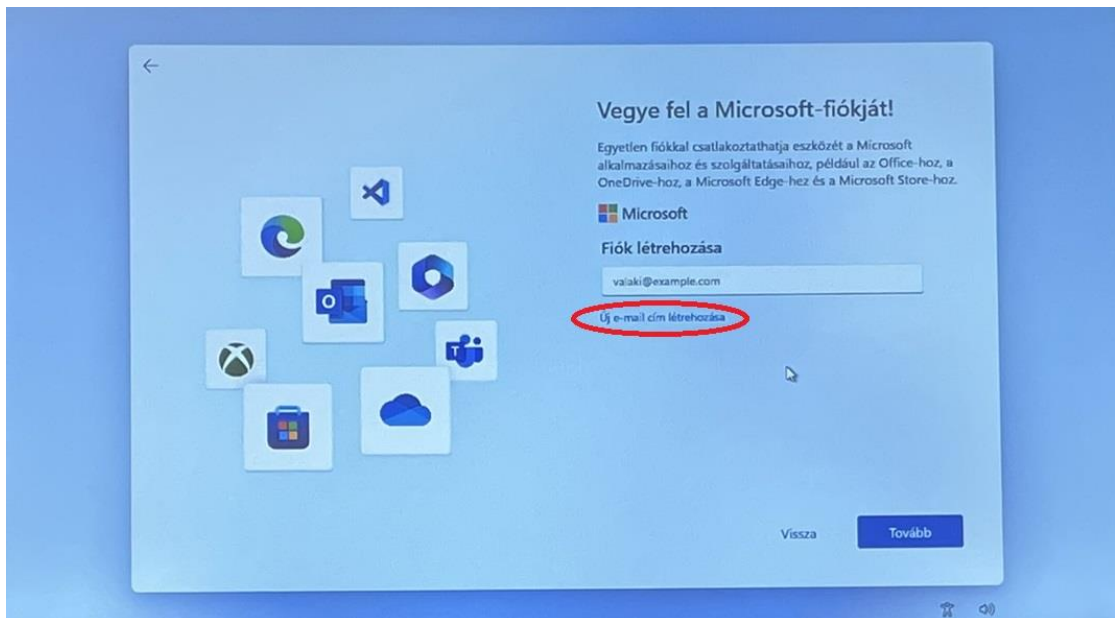 Vegye fel a Microsoft-fiókját!
Egyetlen fiókkal csatlakoztathatja eszközét a Microsoft
alkalmazásaihoz és szolgáltatásaihoz, például az Office-hoz, a
OneDrive-hoz, a Microsoft Edge-hez és a Microsoft Store-hoz.
Microsoft
Fiók létrehozása
valaki@example.com
Új e-mail cím létrehozása
Vissza
Tovább